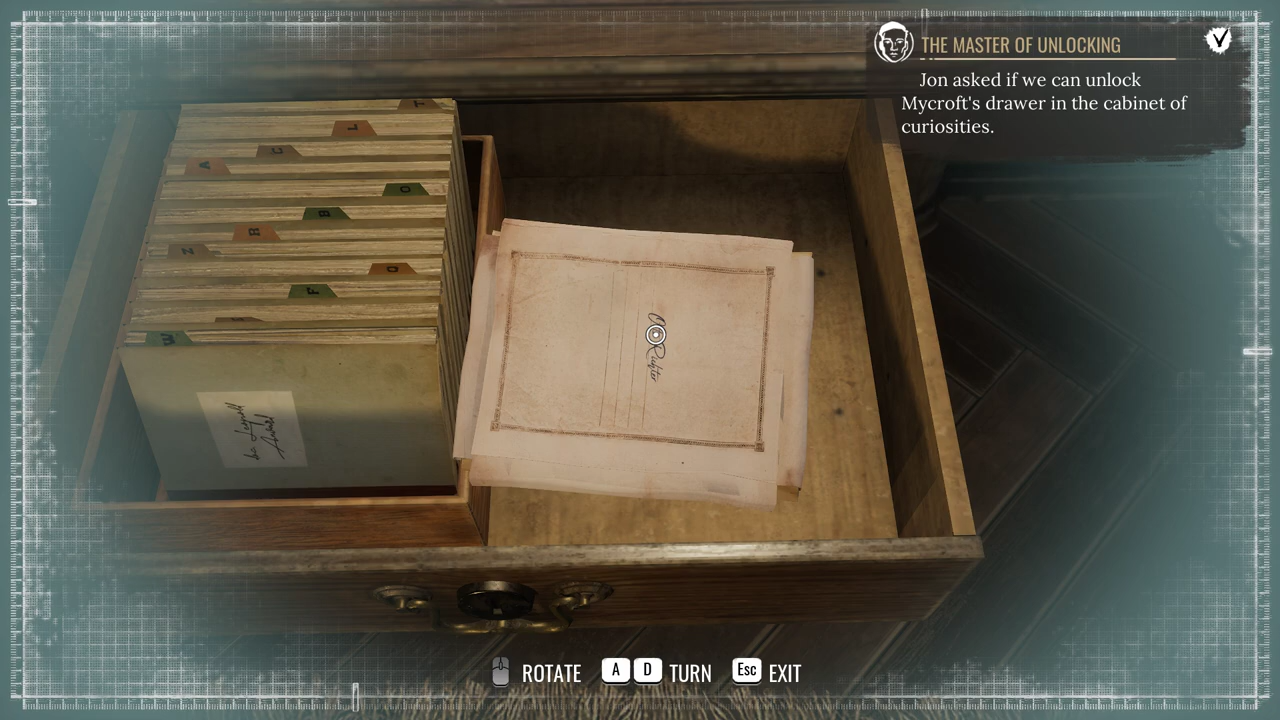 THE MASTER OF UNLOCKING
Jon asked if we can unlock
Mycroft's drawer in the cabinet of
curiosities.
T
L
G
A
O
B
R
Z
O
F
W
O Richter
ROTATE
A D TURN
Esc EXIT